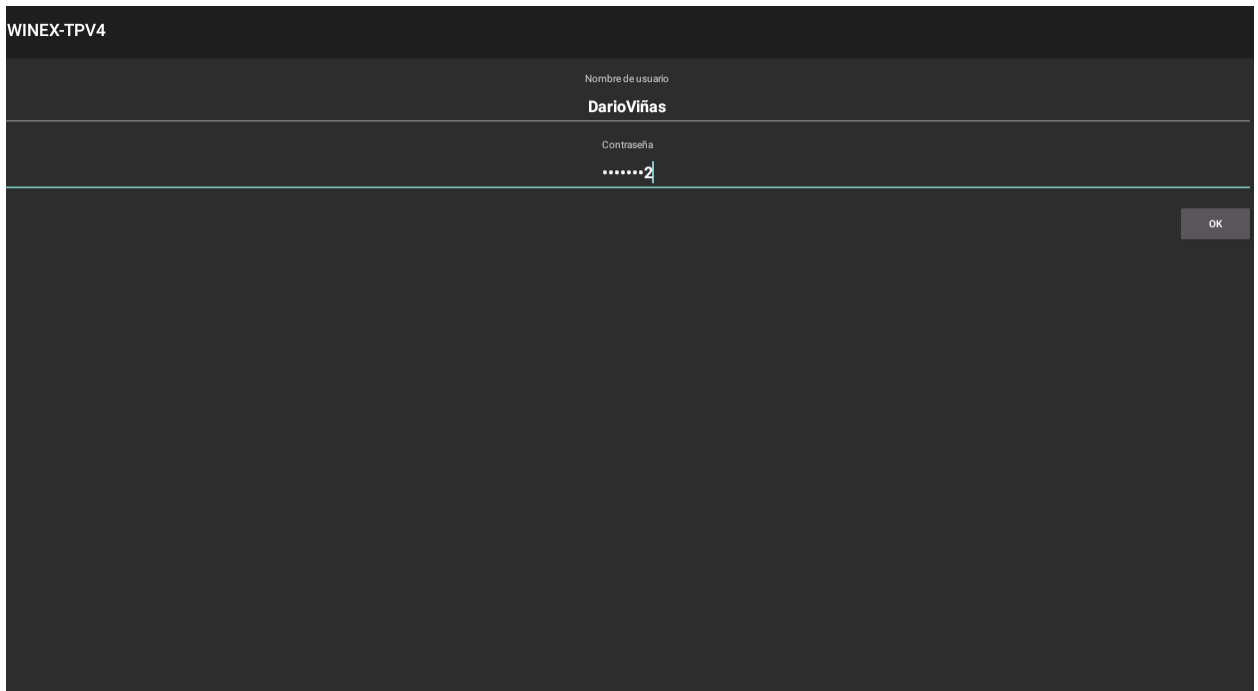 WINEX-TPV4
Nombre de usuario
DarioViñas
Contraseña
•••••••2
OK